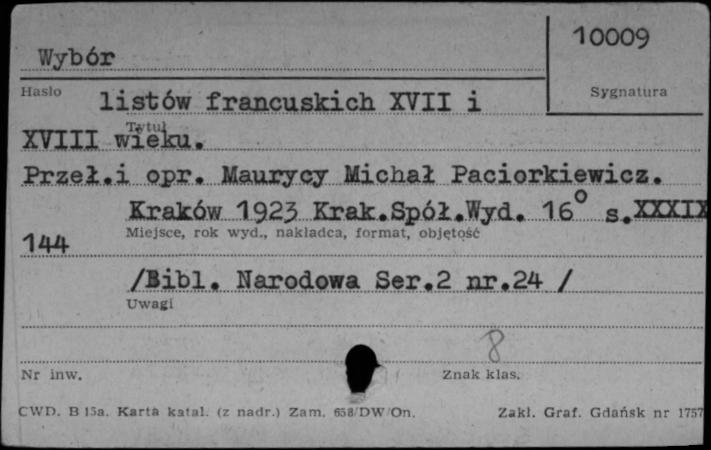 Wybór
10009
Hasło
Sygnatura
listów francuskich XVII i
Tytuł
XVIII wieku.
Przeł.i opr. Maurycy Michał Paciorkiewicz.
Kraków 1923 Krak.Spół.Wyd. 16° s.XXXIX
Miejsce, rok wyd., nakładca, format, objętość
144
/Bibl. Narodowa Ser.2 nr.24 /
Uwagi
8
Nr inw.
Znak klas.
CWD. B 15a. Karta katal. (z nadr.) Zam. 658/DW/On.
Zakł. Graf. Gdańsk nr 1757